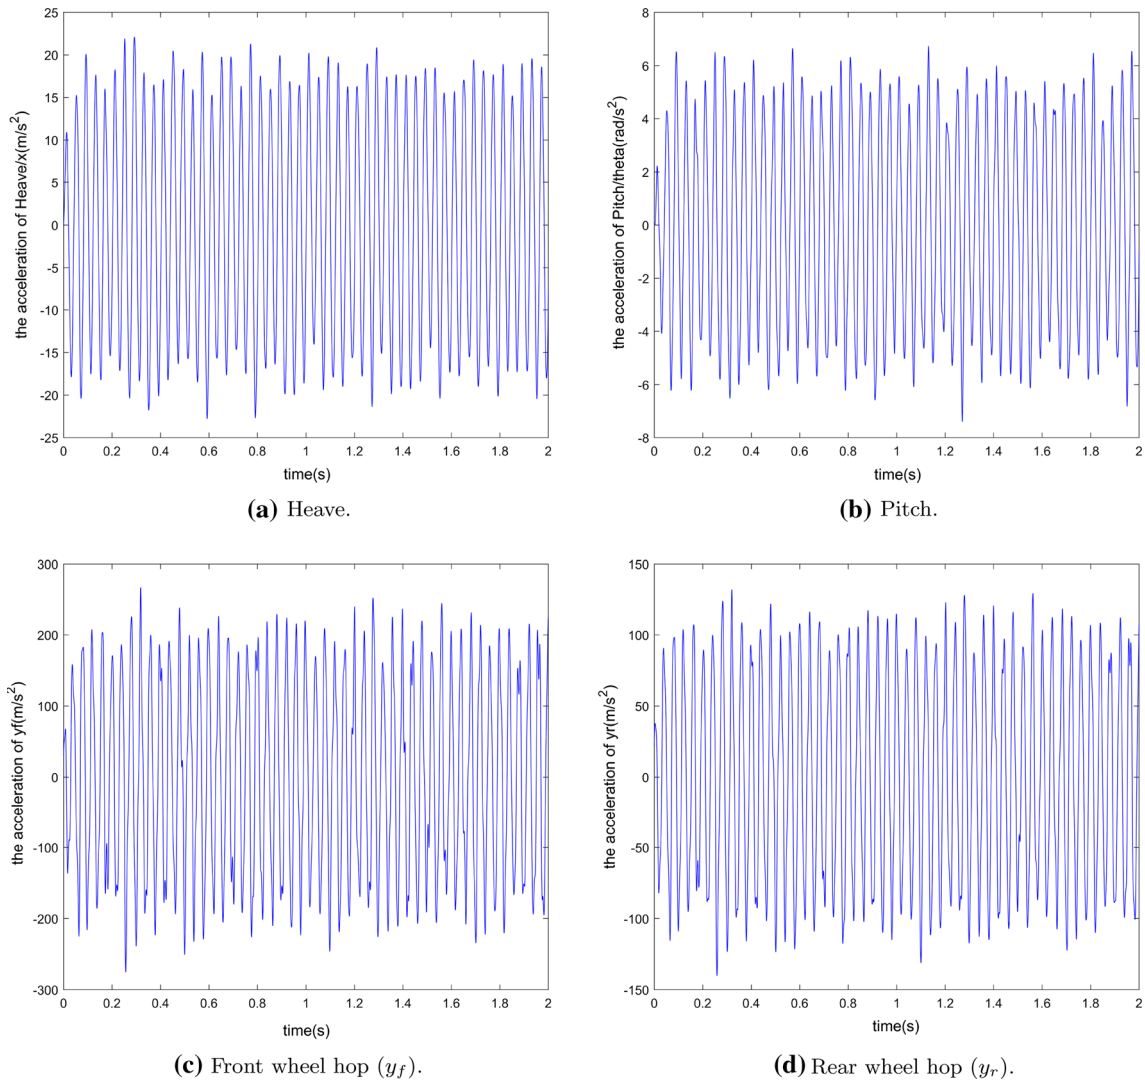 25
20
15
10
5
0
-5
-10
-15
-20
-25
the acceleration of Heave/x(m/s²)
0 0.2 0.4 0.6 0.8 1 1.2 1.4 1.6 1.8 2
time(s)
(a) Heave.
8
6
4
2
0
-2
-4
-6
-8
the acceleration of Pitch/theta(rad/s²)
0 0.2 0.4 0.6 0.8 1 1.2 1.4 1.6 1.8 2
time(s)
(b) Pitch.
300
200
100
0
-100
-200
-300
the acceleration of yf(m/s²)
0 0.2 0.4 0.6 0.8 1 1.2 1.4 1.6 1.8 2
time(s)
(c) Front wheel hop (y_f).
150
100
50
0
-50
-100
-150
the acceleration of yr(m/s²)
0 0.2 0.4 0.6 0.8 1 1.2 1.4 1.6 1.8 2
time(s)
(d) Rear wheel hop (y_r).